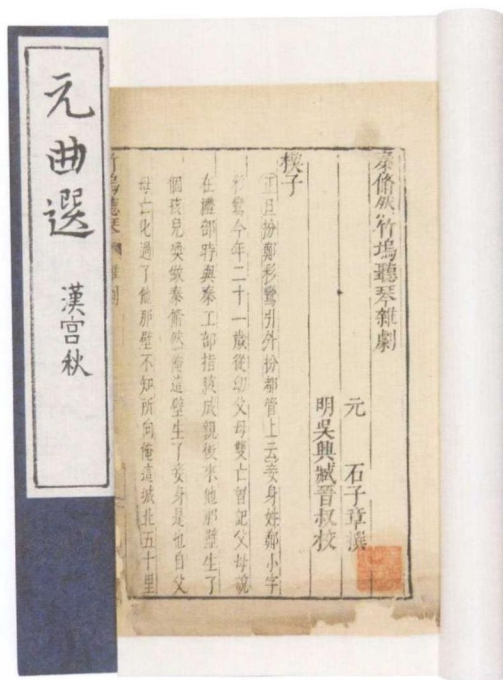 元曲選
漢宮秋
秦脩然竹塢聽琴雜劇
元 石子章撰
明吳興臧晉叔校
楔子
正旦扮鄭彩鸞引外扮都管上云妾身姓鄭小字
彩鸞今年二十一歲從幼父母雙亡曾記父母說
在禮部時與秦工部指腹成親後來他那壁生了
個孩兒喚做秦脩然俺這壁生了妾身是也自父
母亡化過了他那壁不知所向俺這城北五十里